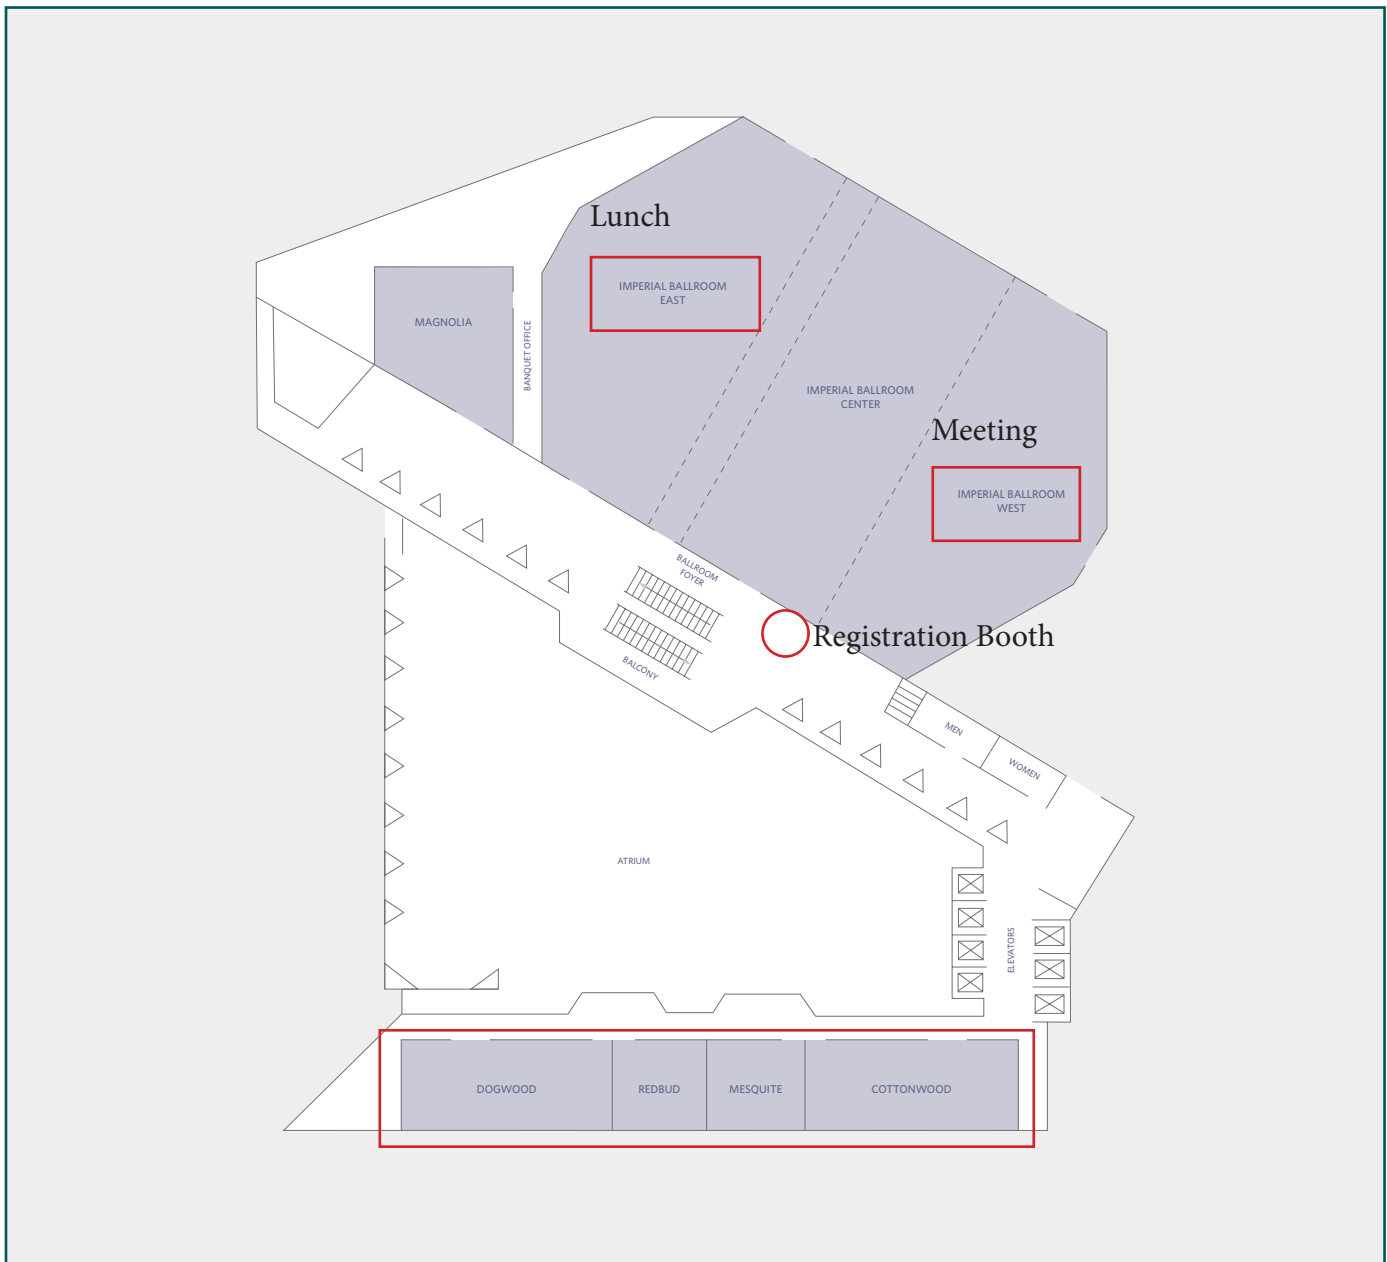 Lunch
IMPERIAL BALLROOM
EAST
MAGNOLIA
BANQUET OFFICE
IMPERIAL BALLROOM
CENTER
Meeting
IMPERIAL BALLROOM
WEST
BALLROOM
FOYER
Registration Booth
BALCONY
MEN
WOMEN
ATRIUM
ELEVATORS
DOGWOOD
REDBUD
MESQUITE
COTTONWOOD